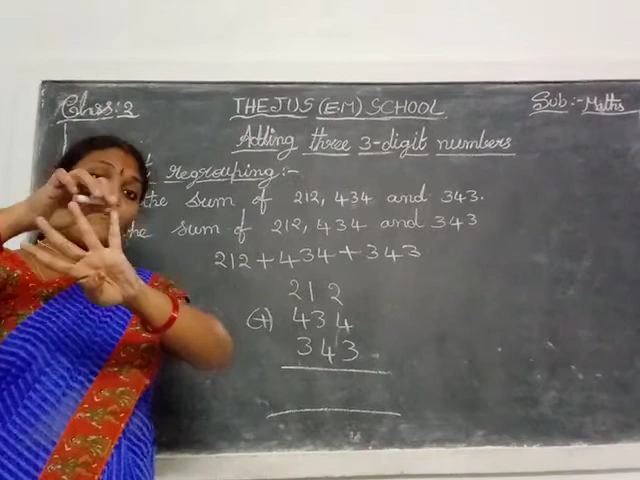 Class: 2
THEJUS (E.M) SCHOOL
Sub:- Maths
Adding three 3-digit numbers
regrouping:-
the sum of 212, 434 and 343.
the sum of 212, 434 and 343
212+434+343
212
(+) 434
343